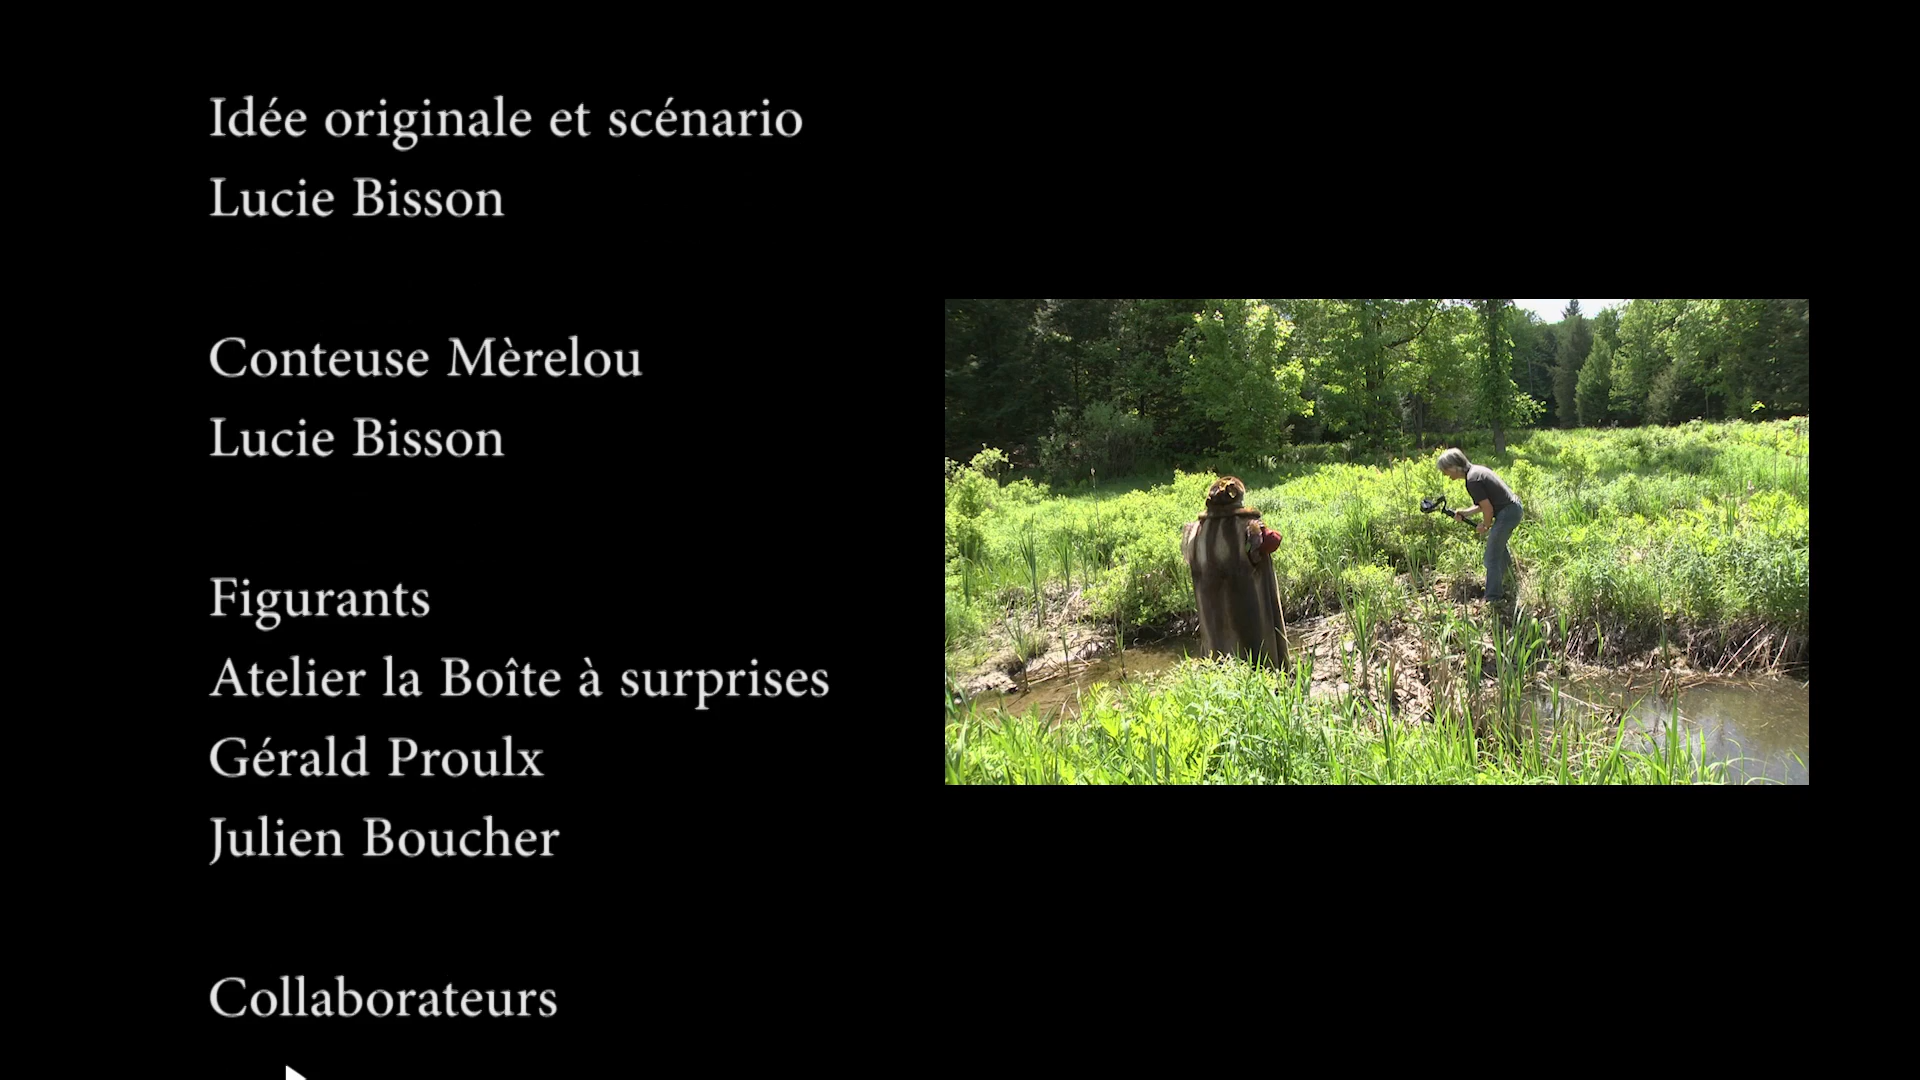 Idée originale et scénario
Lucie Bisson
Conteuse Mèrelou
Lucie Bisson
Figurants
Atelier la Boîte à surprises
Gérald Proulx
Julien Boucher
Collaborateurs